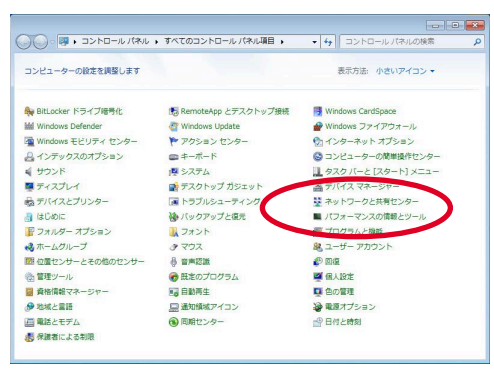 コントロール パネル ▸ すべてのコントロール パネル項目 ▸
コントロール パネルの検索
コンピューターの設定を調整します
表示方法: 小さいアイコン
BitLocker ドライブ暗号化
RemoteApp とデスクトップ接続
Windows CardSpace
Windows Defender
Windows Update
Windows ファイアウォール
Windows モビリティ センター
アクション センター
インターネット オプション
インデックスのオプション
キーボード
コンピューターの簡単操作センター
サウンド
システム
タスク バーと [スタート] メニュー
ディスプレイ
デスクトップ ガジェット
デバイス マネージャー
デバイスとプリンター
トラブルシューティング
ネットワークと共有センター
はじめに
バックアップと復元
パフォーマンスの情報とツール
フォルダー オプション
フォント
プログラムと機能
ホームグループ
マウス
ユーザー アカウント
位置センサーとその他のセンサー
音声認識
回復
管理ツール
既定のプログラム
個人設定
資格情報マネージャー
自動再生
色の管理
地域と言語
通知領域アイコン
電源オプション
電話とモデム
同期センター
日付と時刻
保護者による制限